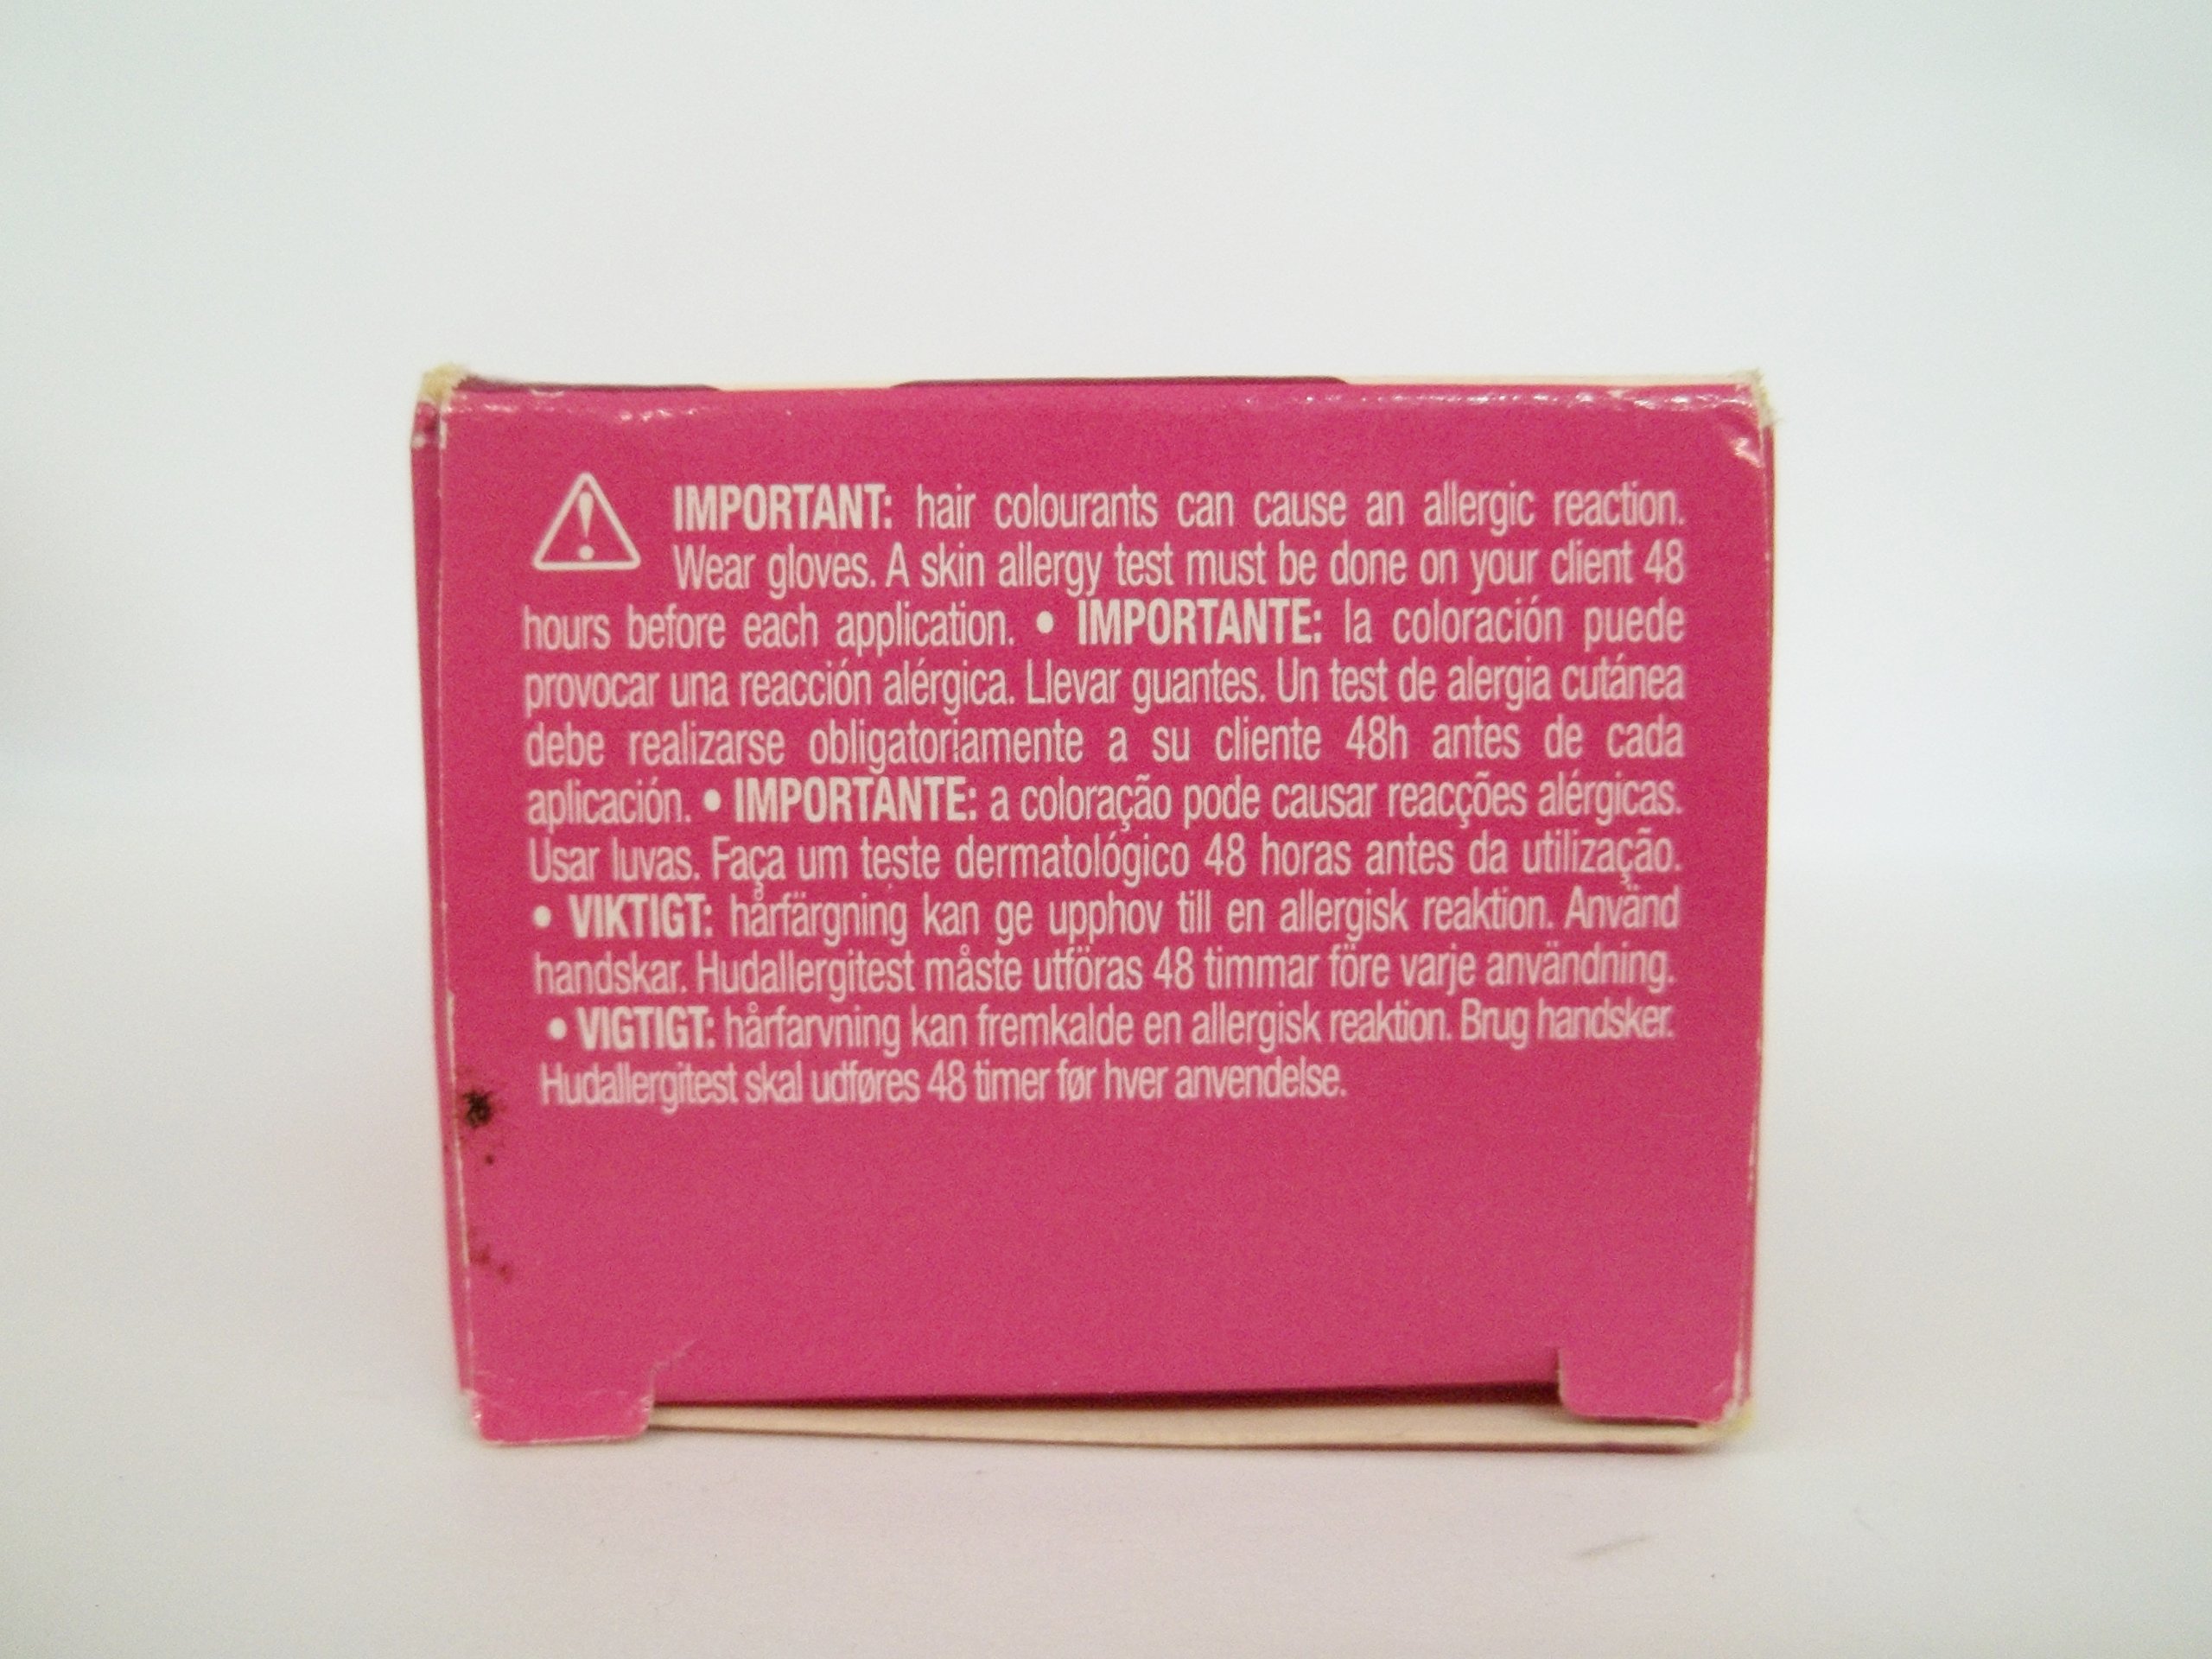 IMPORTANT: hair colourants can cause an allergic reaction.
Wear gloves. A skin allergy test must be done on your client 48
hours before each application. • IMPORTANTE: la coloración puede
provocar una reacción alérgica. Llevar guantes. Un test de alergia cutánea
debe realizarse obligatoriamente a su cliente 48h antes de cada
aplicación. • IMPORTANTE: a coloração pode causar reacções alérgicas.
Usar luvas. Faça um teste dermatológico 48 horas antes da utilização.
• VIKTIGT: hårfärgning kan ge upphov till en allergisk reaktion. Använd
handskar. Hudallergitest måste utföras 48 timmar före varje användning.
• VIGTIGT: hårfarvning kan fremkalde en allergisk reaktion. Brug handsker.
Hudallergitest skal udføres 48 timer før hver anvendelse.